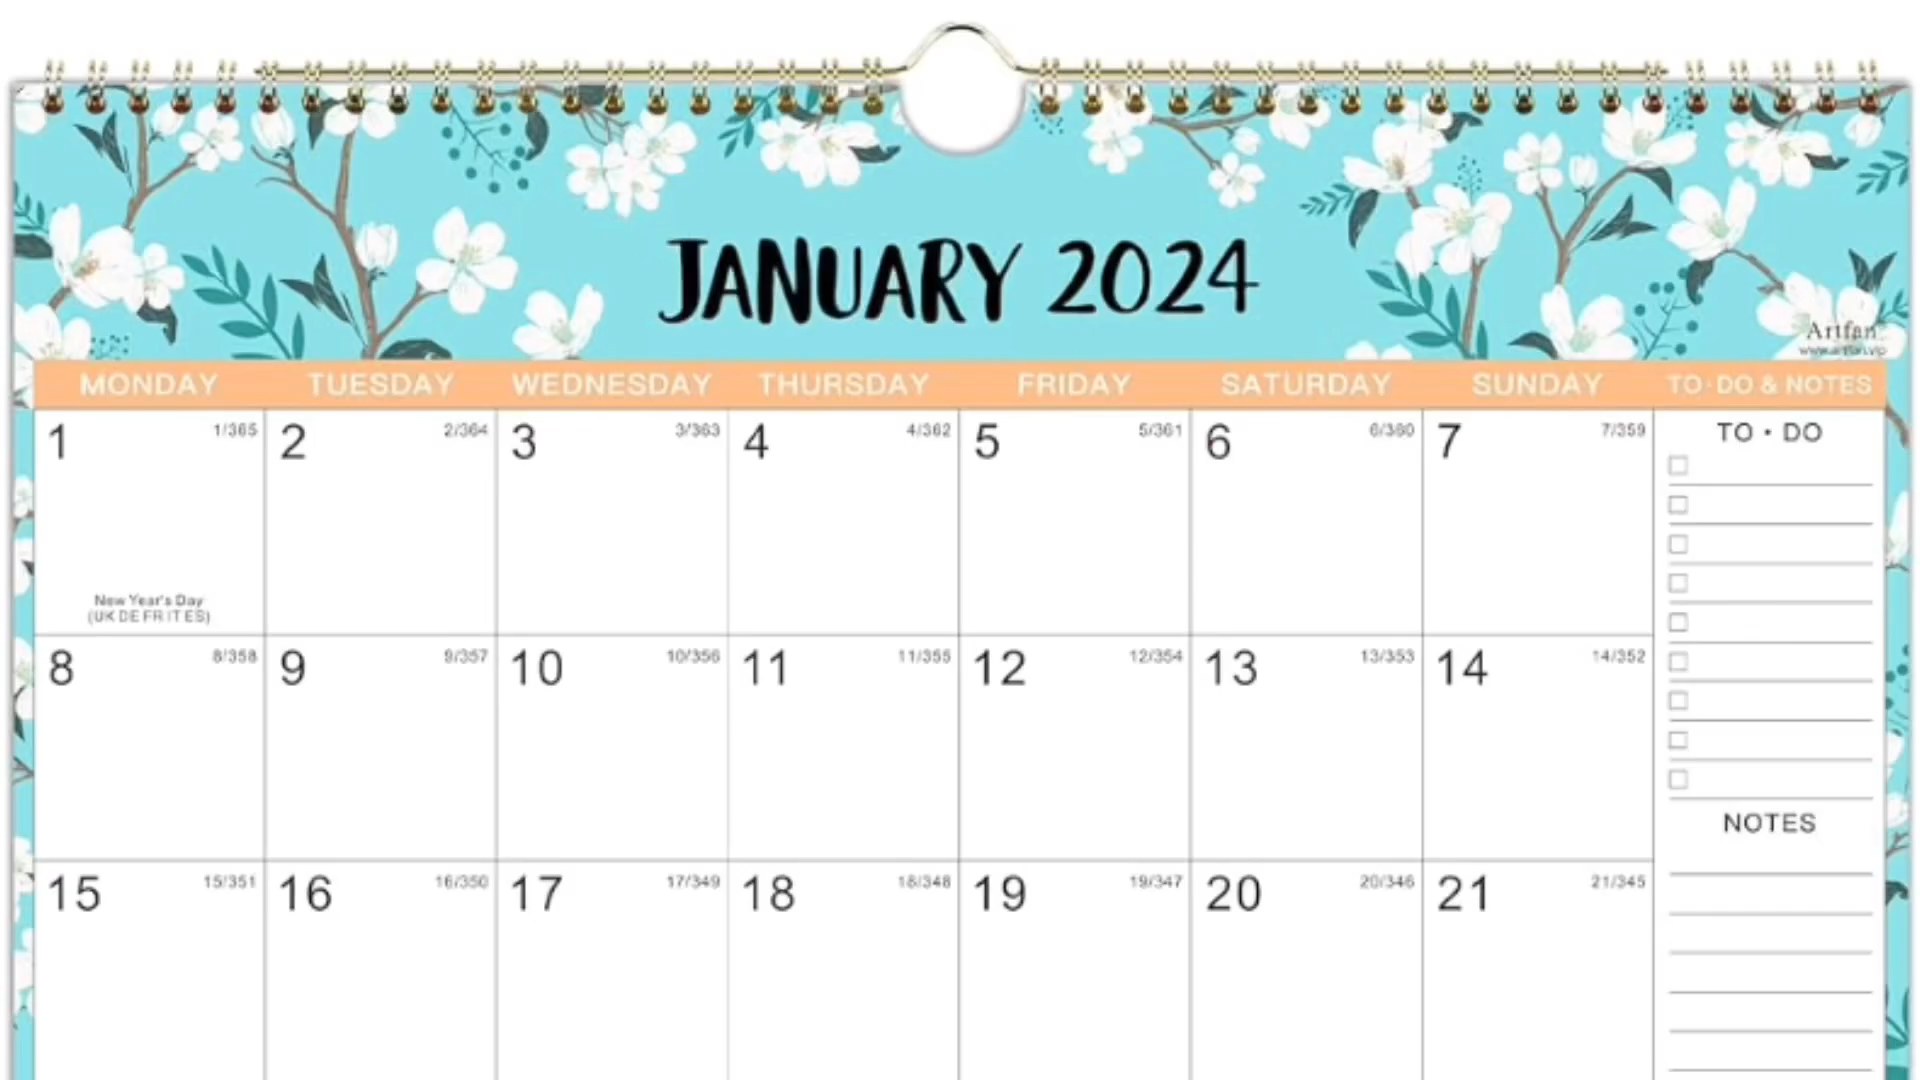 JANUARY 2024
Artfan
MONDAY TUESDAY WEDNESDAY THURSDAY FRIDAY SATURDAY SUNDAY TO·DO & NOTES
1 1/365 2 2/364 3 3/363 4 4/362 5 5/361 6 6/360 7 7/359
TO · DO
New Year's Day
(UK DE FR IT ES)
8 8/358 9 9/357 10 10/356 11 11/355 12 12/354 13 13/353 14 14/352
NOTES
15 15/351 16 16/350 17 17/349 18 18/348 19 19/347 20 20/346 21 21/345